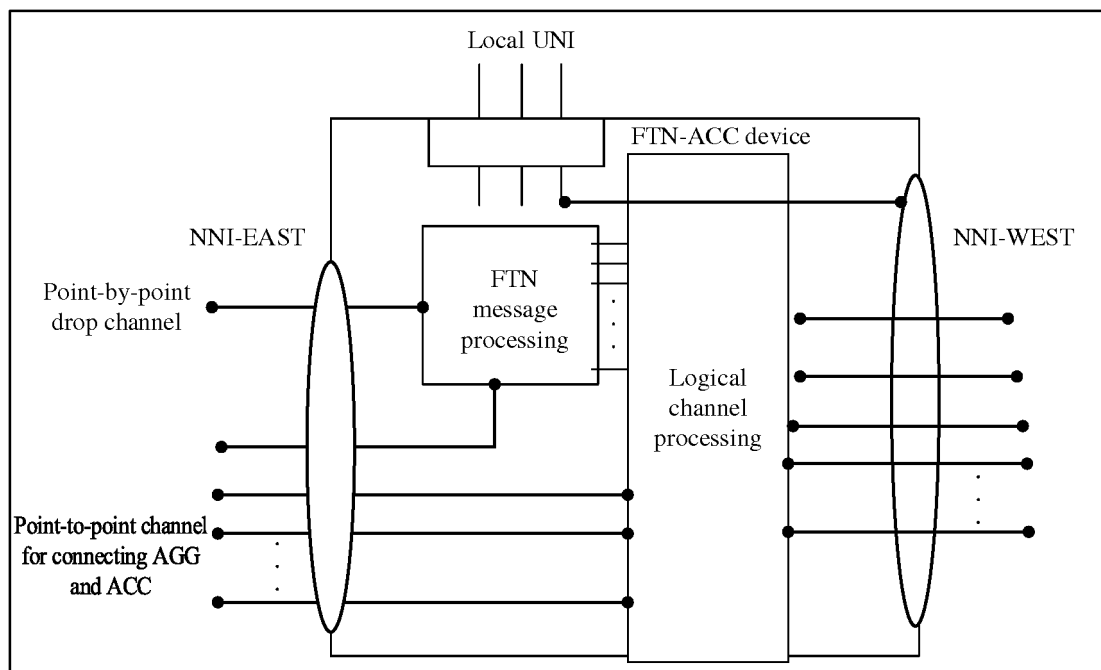 Local UNI
FTN-ACC device
NNI-EAST
NNI-WEST
Point-by-point
drop channel
FTN
message
processing
Logical
channel
processing
Point-to-point channel
for connecting AGG
and ACC